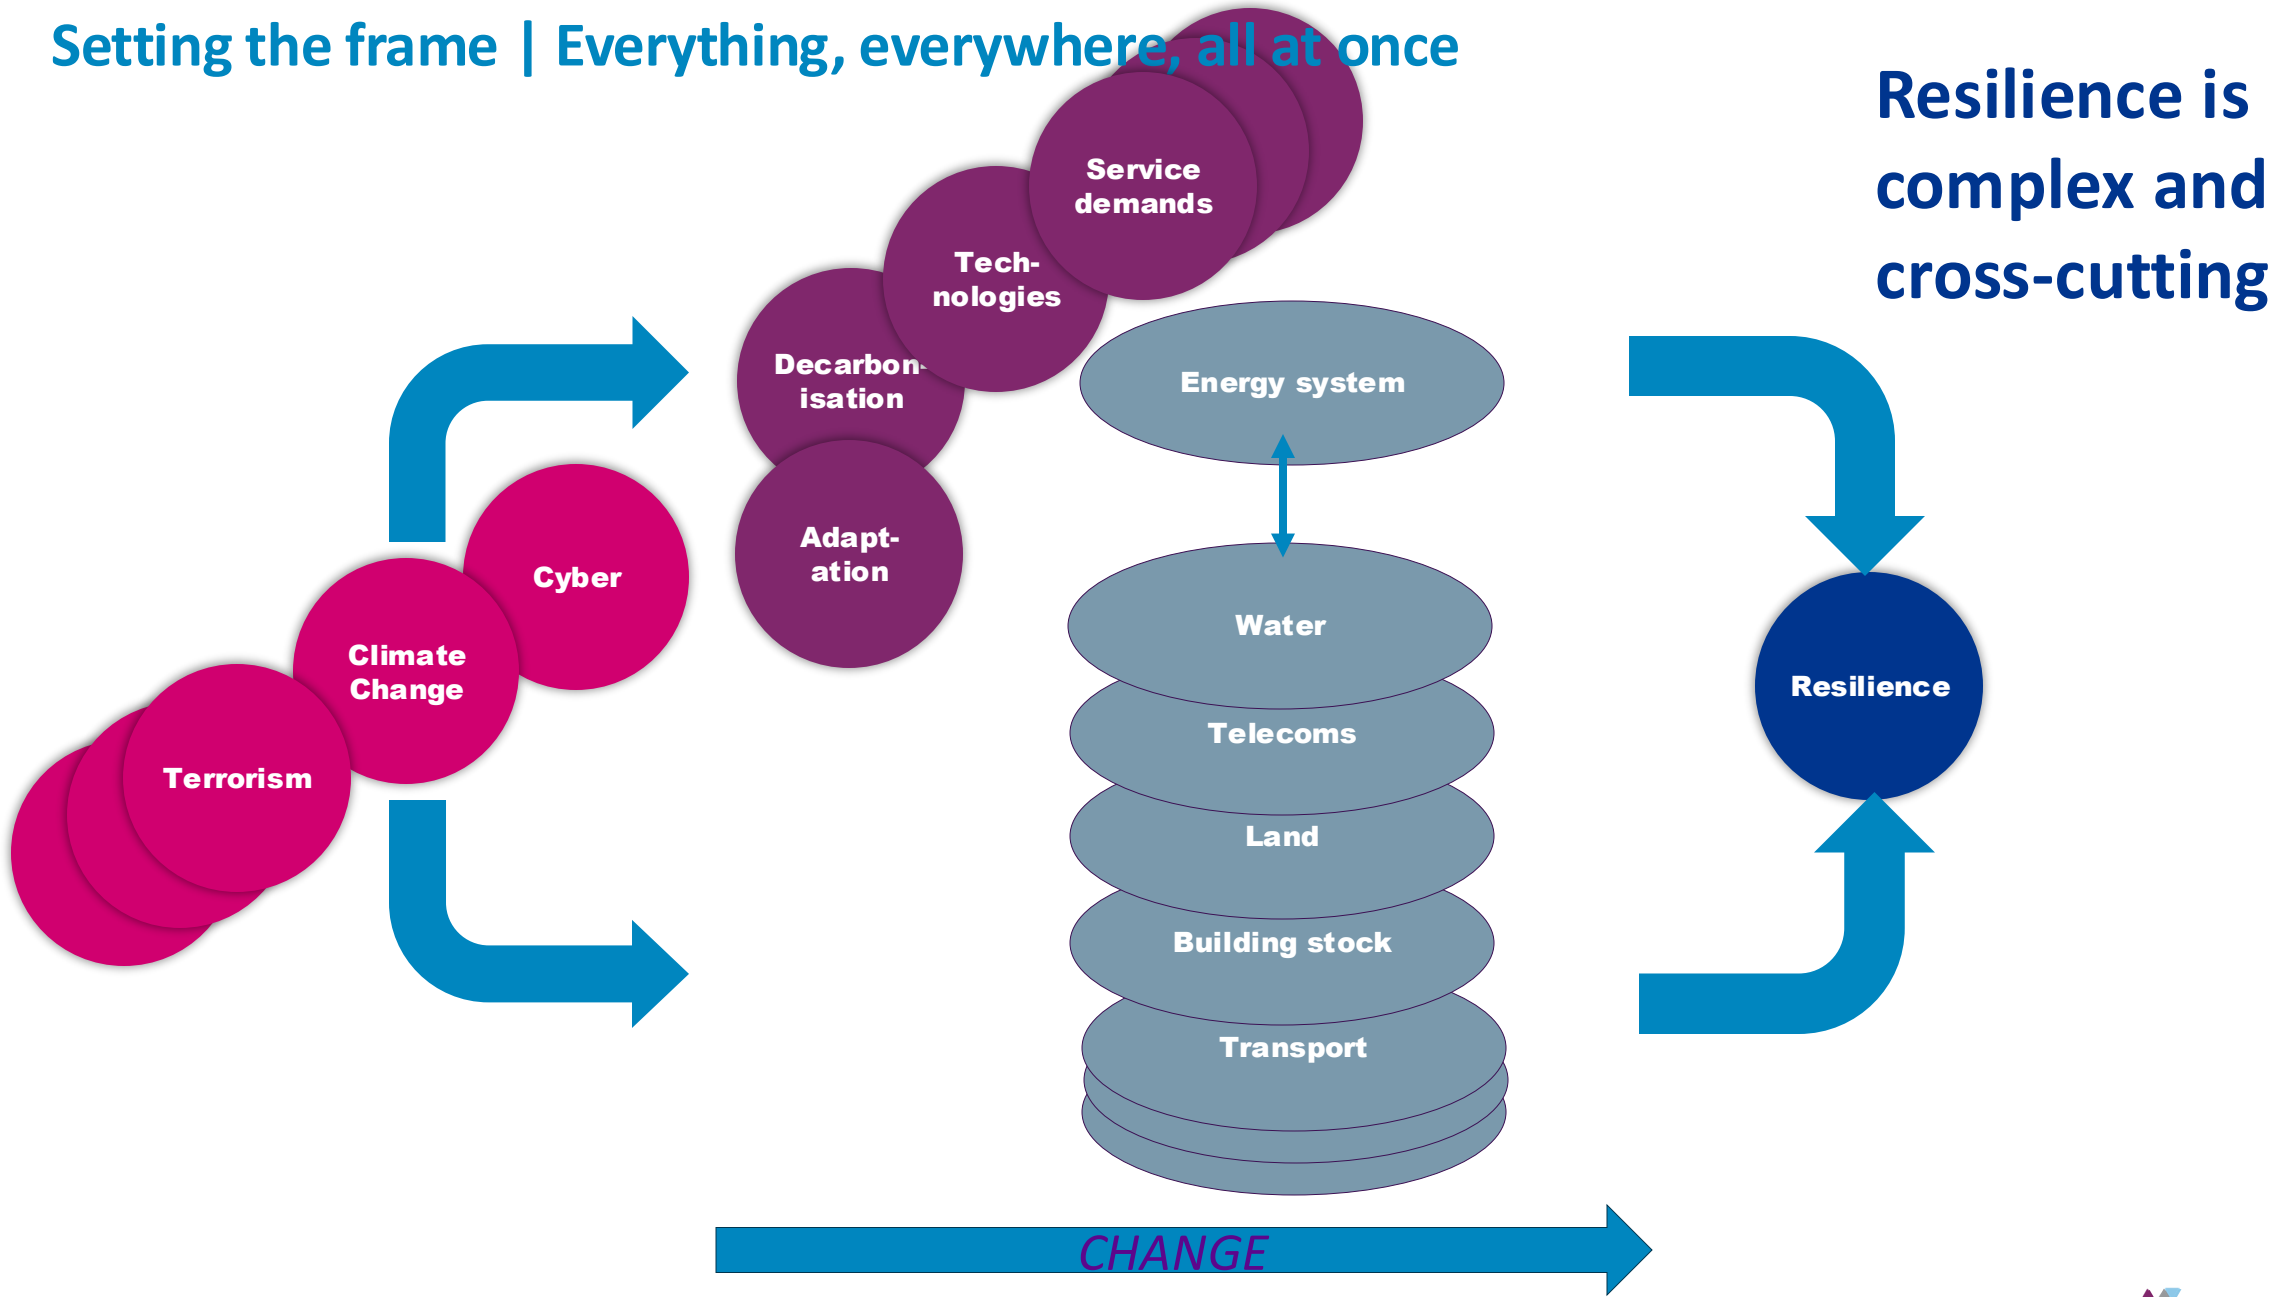 Setting the frame | Everything, everywhere, all at once
Resilience is
complex and
cross-cutting
Service
demands
Tech-
nologies
Decarbon-
isation
Adapt-
ation
Energy system
Cyber
Climate
Change
Terrorism
Water
Telecoms
Land
Building stock
Transport
Resilience
CHANGE